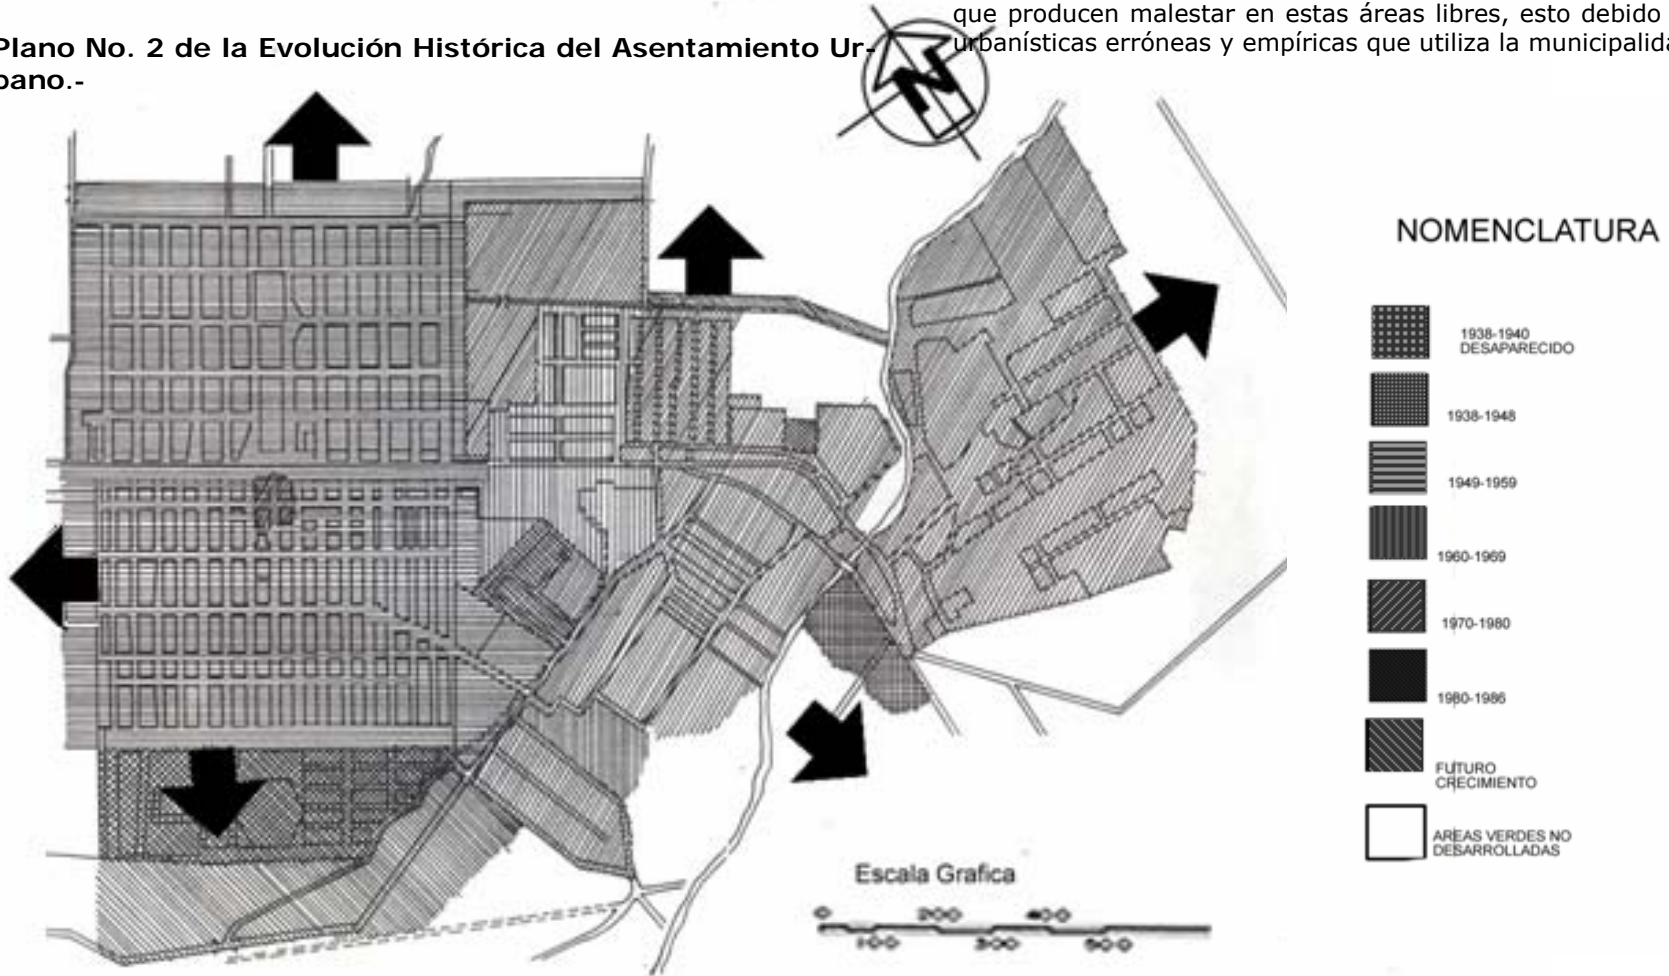 que producen malestar en estas áreas libres, esto debido
urbanísticas erróneas y empíricas que utiliza la
Plano No. 2 de la Evolución Histórica del Asentamiento Ur-
bano.-
N
NOMENCLATURA
1938-1940
DESAPARECIDO
1938-1948
1949-1959
1960-1969
1970-1980
1980-1986
FUTURO
CRECIMIENTO
AREAS VERDES NO
DESARROLLADAS
Escala Grafica
0 200 400
100 300 500